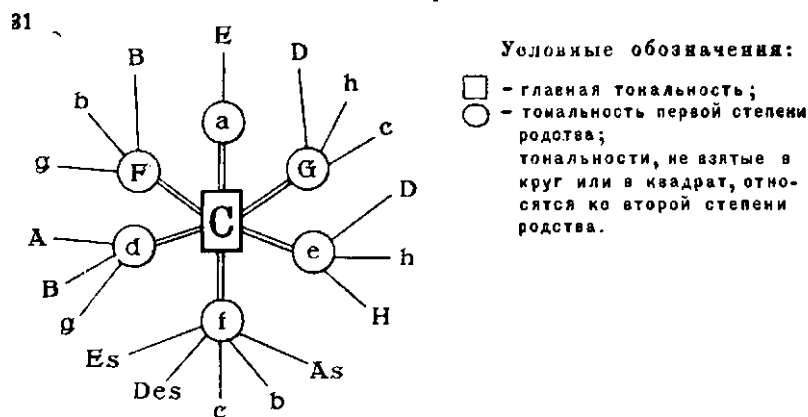 31
E
B
D
b
h
a
c
g
F
G
C
D
A
d
e
h
B
g
H
f
Es
As
Des
b
c
Условные обозначения:
- главная тональность;
- тональность первой степени
родства;
тональности, не взятые в
круг или в квадрат, отно-
сятся ко второй степени
родства.